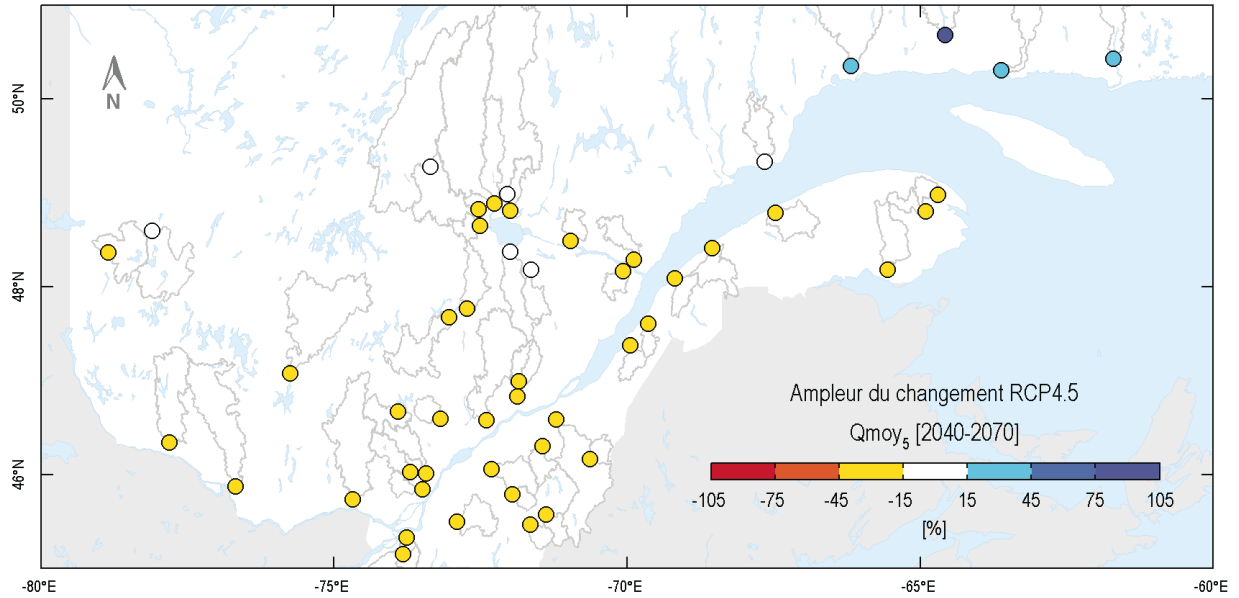 50°N
48°N
46°N
N
Ampleur du changement RCP4.5
Qmoy₅ [2040-2070]
-105 -75 -45 -15 15 45 75 105
[%]
-80°E -75°E -70°E -65°E -60°E